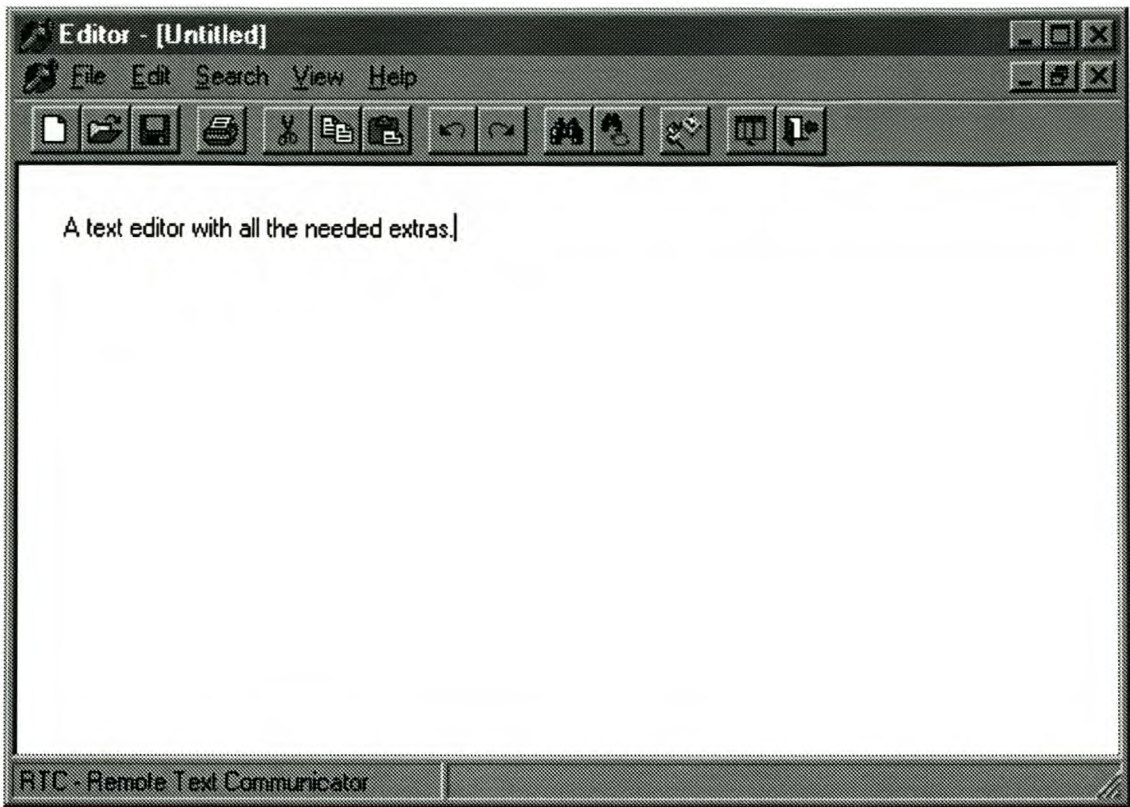 Editor - [Untitled]
File Edit Search View Help
A text editor with all the needed extras.
RTC - Remote Text Communicator